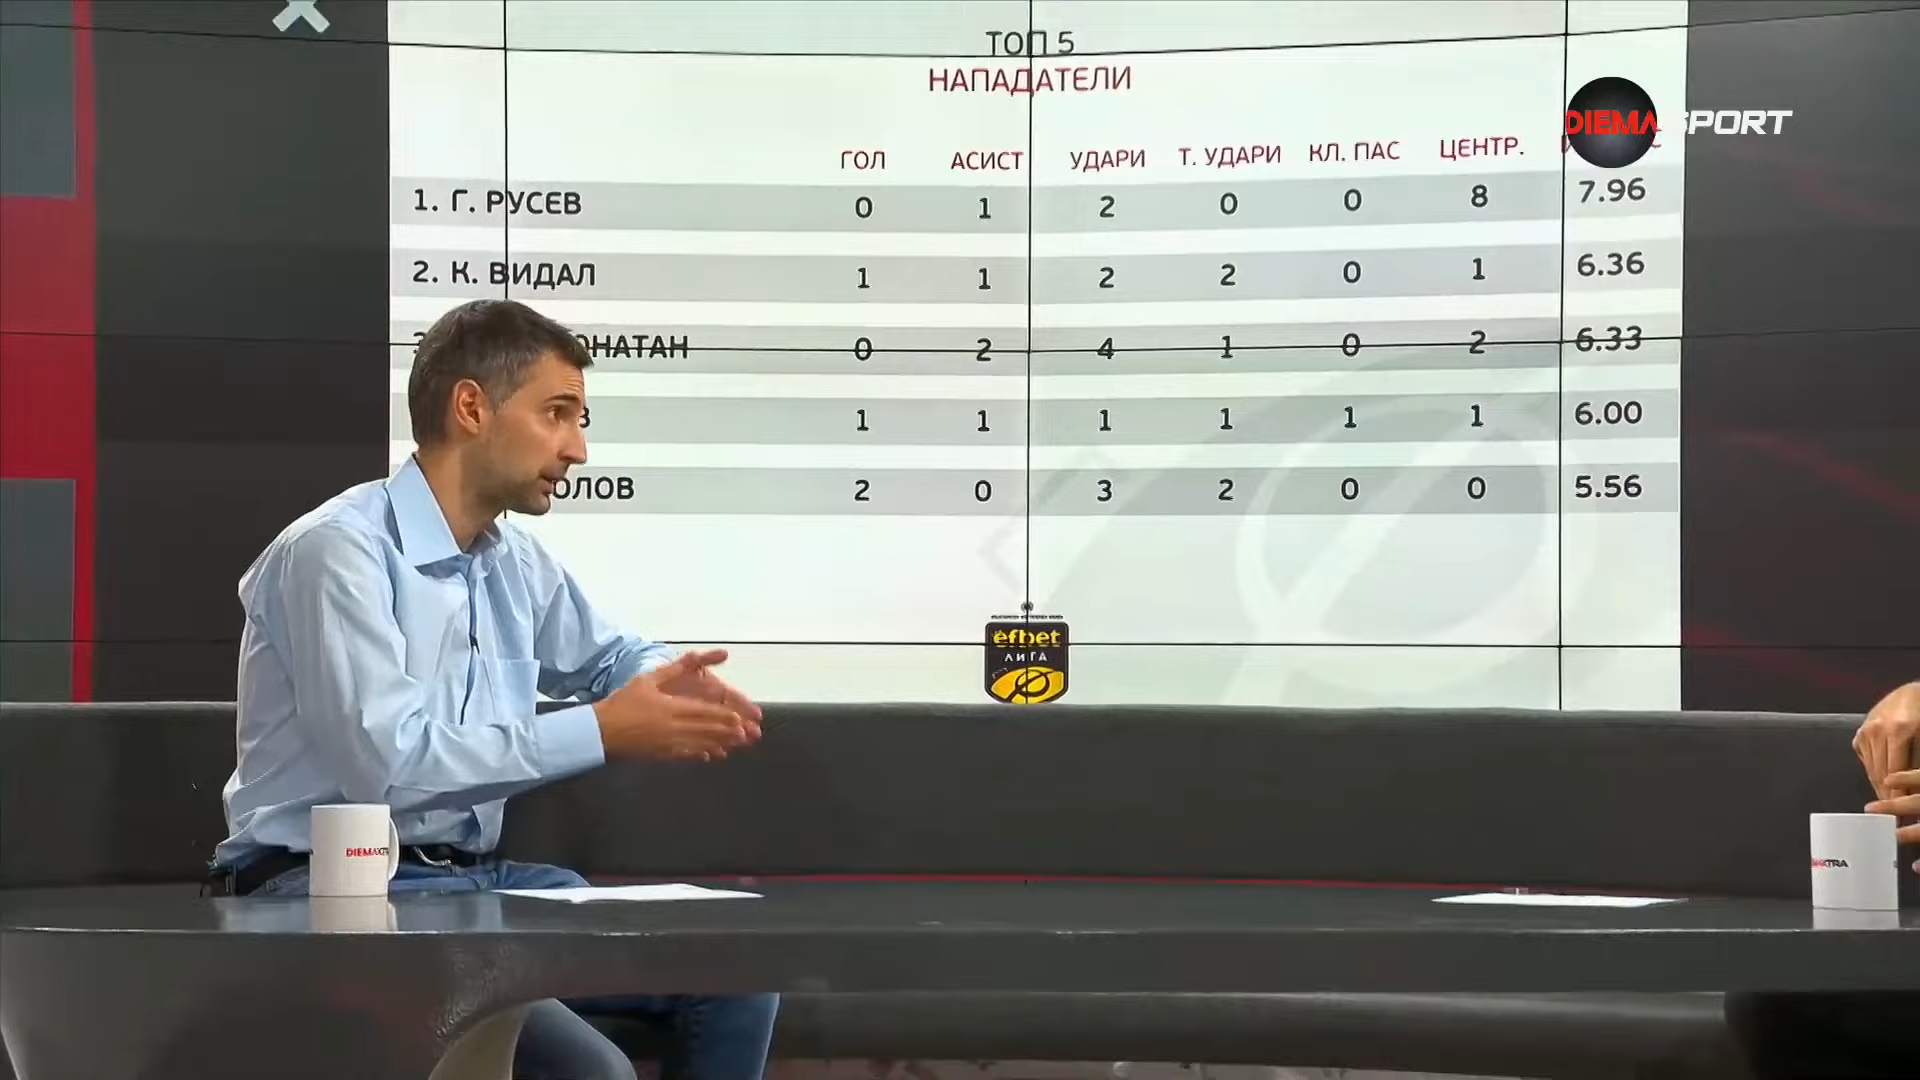 ТОП 5
НАПАДАТЕЛИ
DIEMA SPORT
ГОЛ АСИСТ УДАРИ Т. УДАРИ КЛ. ПАС ЦЕНТР.
1. Г. РУСЕВ 0 1 2 0 0 8 7.96
2. К. ВИДАЛ 1 1 2 2 0 1 6.36
0 2 4 1 0 2 6.33
1 1 1 1 1 1 6.00
2 0 3 2 0 0 5.56
efbet
ЛИГА
DIEMAXTRA